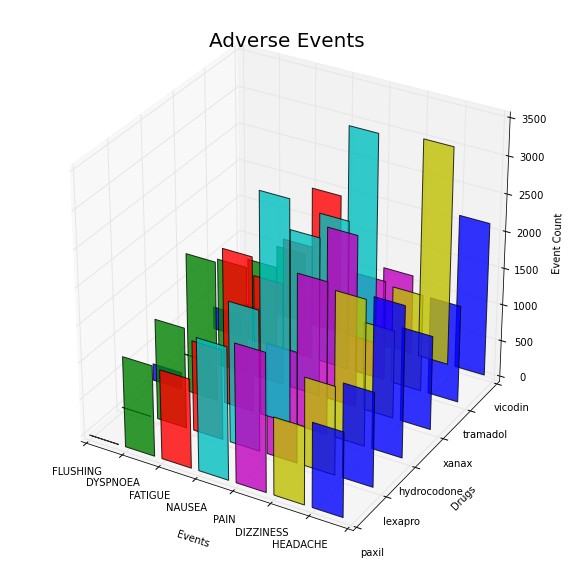 Adverse Events
3500
3000
2500
2000
1500
1000
500
0
Event Count
FLUSHING
DYSPNOEA
FATIGUE
NAUSEA
PAIN
DIZZINESS
HEADACHE
Events
vicodin
tramadol
xanax
hydrocodone
lexapro
paxil
Drugs